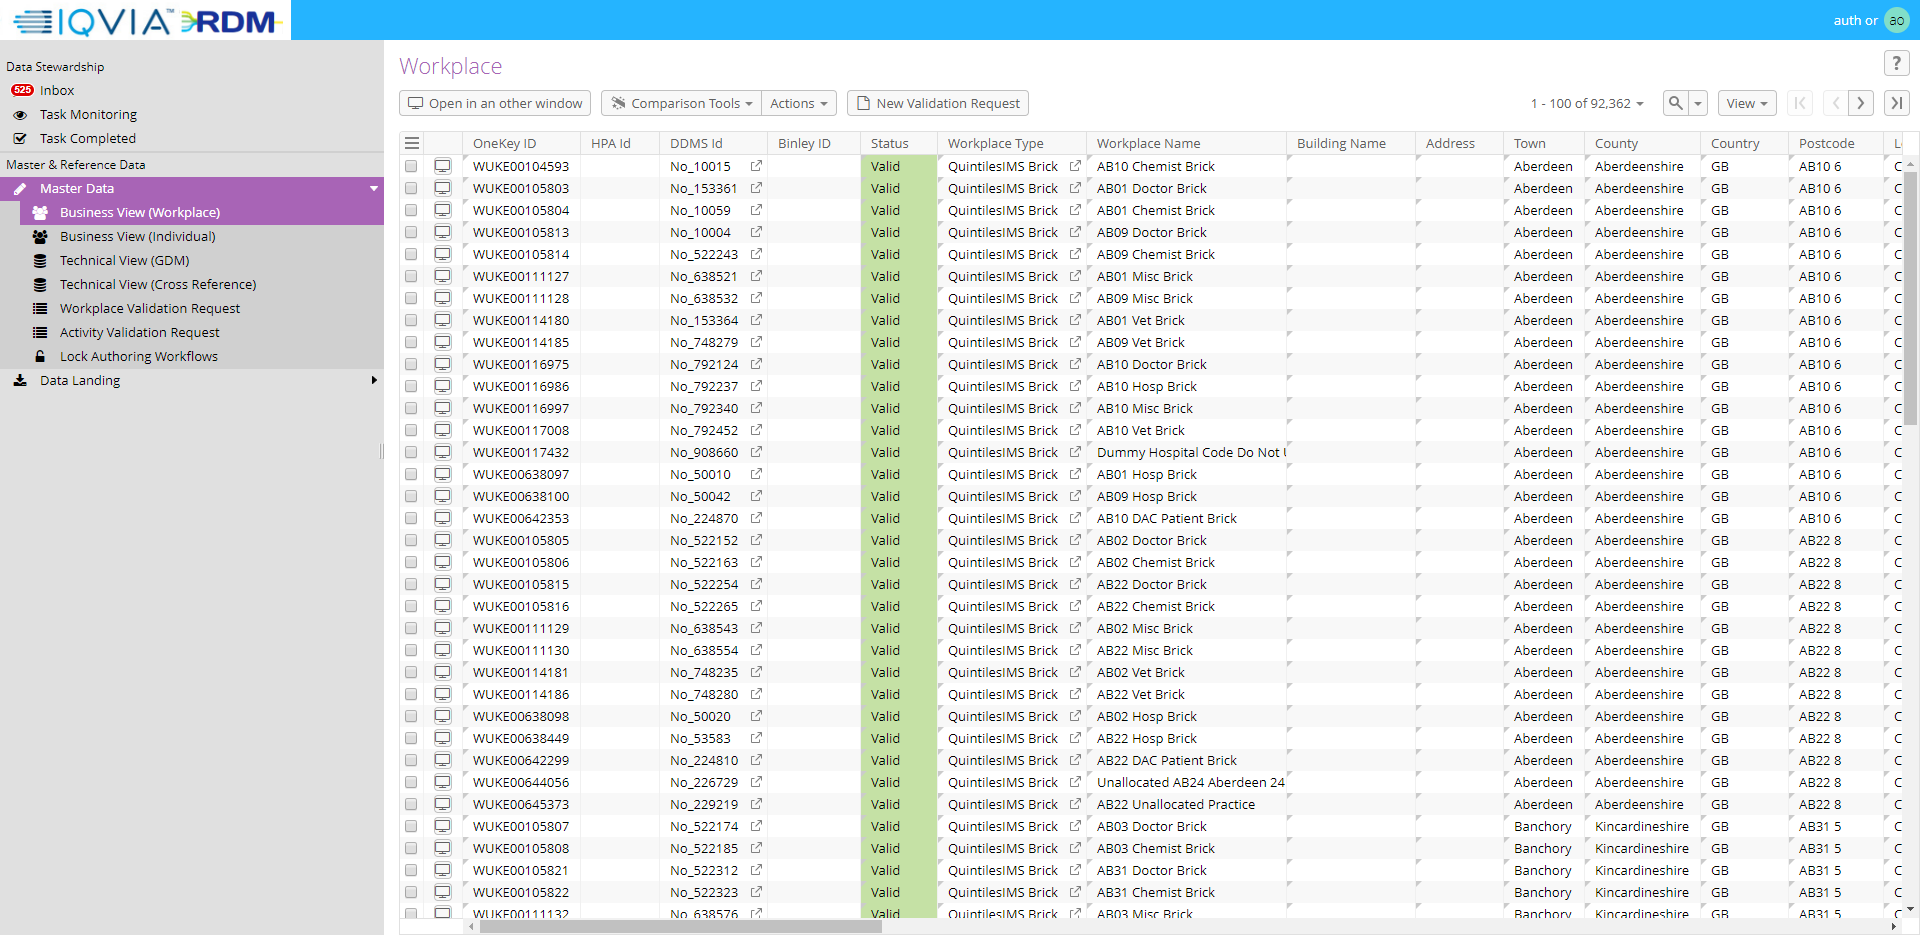 IQVIA™ RDM
auth or ao
Data Stewardship
525 Inbox
Task Monitoring
Task Completed
Master & Reference Data
Master Data
Business View (Workplace)
Business View (Individual)
Technical View (GDM)
Technical View (Cross Reference)
Workplace Validation Request
Activity Validation Request
Lock Authoring Workflows
Data Landing
Workplace
?
Open in an other window Comparison Tools Actions New Validation Request 1 - 100 of 92,362 View
OneKey ID HPA Id DDMS Id Binley ID Status Workplace Type Workplace Name Building Name Address Town County Country Postcode L
WUKE00104593 No_10015 Valid QuintilesIMS Brick AB10 Chemist Brick Aberdeen Aberdeenshire GB AB10 6 C
WUKE00105803 No_153361 Valid QuintilesIMS Brick AB01 Doctor Brick Aberdeen Aberdeenshire GB AB10 6 C
WUKE00105804 No_10059 Valid QuintilesIMS Brick AB01 Chemist Brick Aberdeen Aberdeenshire GB AB10 6 C
WUKE00105813 No_10004 Valid QuintilesIMS Brick AB09 Doctor Brick Aberdeen Aberdeenshire GB AB10 6 C
WUKE00105814 No_522243 Valid QuintilesIMS Brick AB09 Chemist Brick Aberdeen Aberdeenshire GB AB10 6 C
WUKE00111127 No_638521 Valid QuintilesIMS Brick AB01 Misc Brick Aberdeen Aberdeenshire GB AB10 6 C
WUKE00111128 No_638532 Valid QuintilesIMS Brick AB09 Misc Brick Aberdeen Aberdeenshire GB AB10 6 C
WUKE00114180 No_153364 Valid QuintilesIMS Brick AB01 Vet Brick Aberdeen Aberdeenshire GB AB10 6 C
WUKE00114185 No_748279 Valid QuintilesIMS Brick AB09 Vet Brick Aberdeen Aberdeenshire GB AB10 6 C
WUKE00116975 No_792124 Valid QuintilesIMS Brick AB10 Doctor Brick Aberdeen Aberdeenshire GB AB10 6 C
WUKE00116986 No_792237 Valid QuintilesIMS Brick AB10 Hosp Brick Aberdeen Aberdeenshire GB AB10 6 C
WUKE00116997 No_792340 Valid QuintilesIMS Brick AB10 Misc Brick Aberdeen Aberdeenshire GB AB10 6 C
WUKE00117008 No_792452 Valid QuintilesIMS Brick AB10 Vet Brick Aberdeen Aberdeenshire GB AB10 6 C
WUKE00117432 No_908660 Valid QuintilesIMS Brick Dummy Hospital Code Do Not U Aberdeen Aberdeenshire GB AB10 6 C
WUKE00638097 No_50010 Valid QuintilesIMS Brick AB01 Hosp Brick Aberdeen Aberdeenshire GB AB10 6 C
WUKE00638100 No_50042 Valid QuintilesIMS Brick AB09 Hosp Brick Aberdeen Aberdeenshire GB AB10 6 C
WUKE00642353 No_224870 Valid QuintilesIMS Brick AB10 DAC Patient Brick Aberdeen Aberdeenshire GB AB10 6 C
WUKE00105805 No_522152 Valid QuintilesIMS Brick AB02 Doctor Brick Aberdeen Aberdeenshire GB AB22 8 C
WUKE00105806 No_522163 Valid QuintilesIMS Brick AB02 Chemist Brick Aberdeen Aberdeenshire GB AB22 8 C
WUKE00105815 No_522254 Valid QuintilesIMS Brick AB22 Doctor Brick Aberdeen Aberdeenshire GB AB22 8 C
WUKE00105816 No_522265 Valid QuintilesIMS Brick AB22 Chemist Brick Aberdeen Aberdeenshire GB AB22 8 C
WUKE00111129 No_638543 Valid QuintilesIMS Brick AB02 Misc Brick Aberdeen Aberdeenshire GB AB22 8 C
WUKE00111130 No_638554 Valid QuintilesIMS Brick AB22 Misc Brick Aberdeen Aberdeenshire GB AB22 8 C
WUKE00114181 No_748235 Valid QuintilesIMS Brick AB02 Vet Brick Aberdeen Aberdeenshire GB AB22 8 C
WUKE00114186 No_748280 Valid QuintilesIMS Brick AB22 Vet Brick Aberdeen Aberdeenshire GB AB22 8 C
WUKE00638098 No_50020 Valid QuintilesIMS Brick AB02 Hosp Brick Aberdeen Aberdeenshire GB AB22 8 C
WUKE00638449 No_53583 Valid QuintilesIMS Brick AB22 Hosp Brick Aberdeen Aberdeenshire GB AB22 8 C
WUKE00642299 No_224810 Valid QuintilesIMS Brick AB22 DAC Patient Brick Aberdeen Aberdeenshire GB AB22 8 C
WUKE00644056 No_226729 Valid QuintilesIMS Brick Unallocated AB24 Aberdeen 24 Aberdeen Aberdeenshire GB AB22 8 C
WUKE00645373 No_229219 Valid QuintilesIMS Brick AB22 Unallocated Practice Aberdeen Aberdeenshire GB AB22 8 C
WUKE00105807 No_522174 Valid QuintilesIMS Brick AB03 Doctor Brick Banchory Kincardineshire GB AB31 5 C
WUKE00105808 No_522185 Valid QuintilesIMS Brick AB03 Chemist Brick Banchory Kincardineshire GB AB31 5 C
WUKE00105821 No_522312 Valid QuintilesIMS Brick AB31 Doctor Brick Banchory Kincardineshire GB AB31 5 C
WUKE00105822 No_522323 Valid QuintilesIMS Brick AB31 Chemist Brick Banchory Kincardineshire GB AB31 5 C
WUKE00111132 No_638576 Valid QuintilesIMS Brick AB03 Misc Brick Banchory Kincardineshire GB AB31 5 C